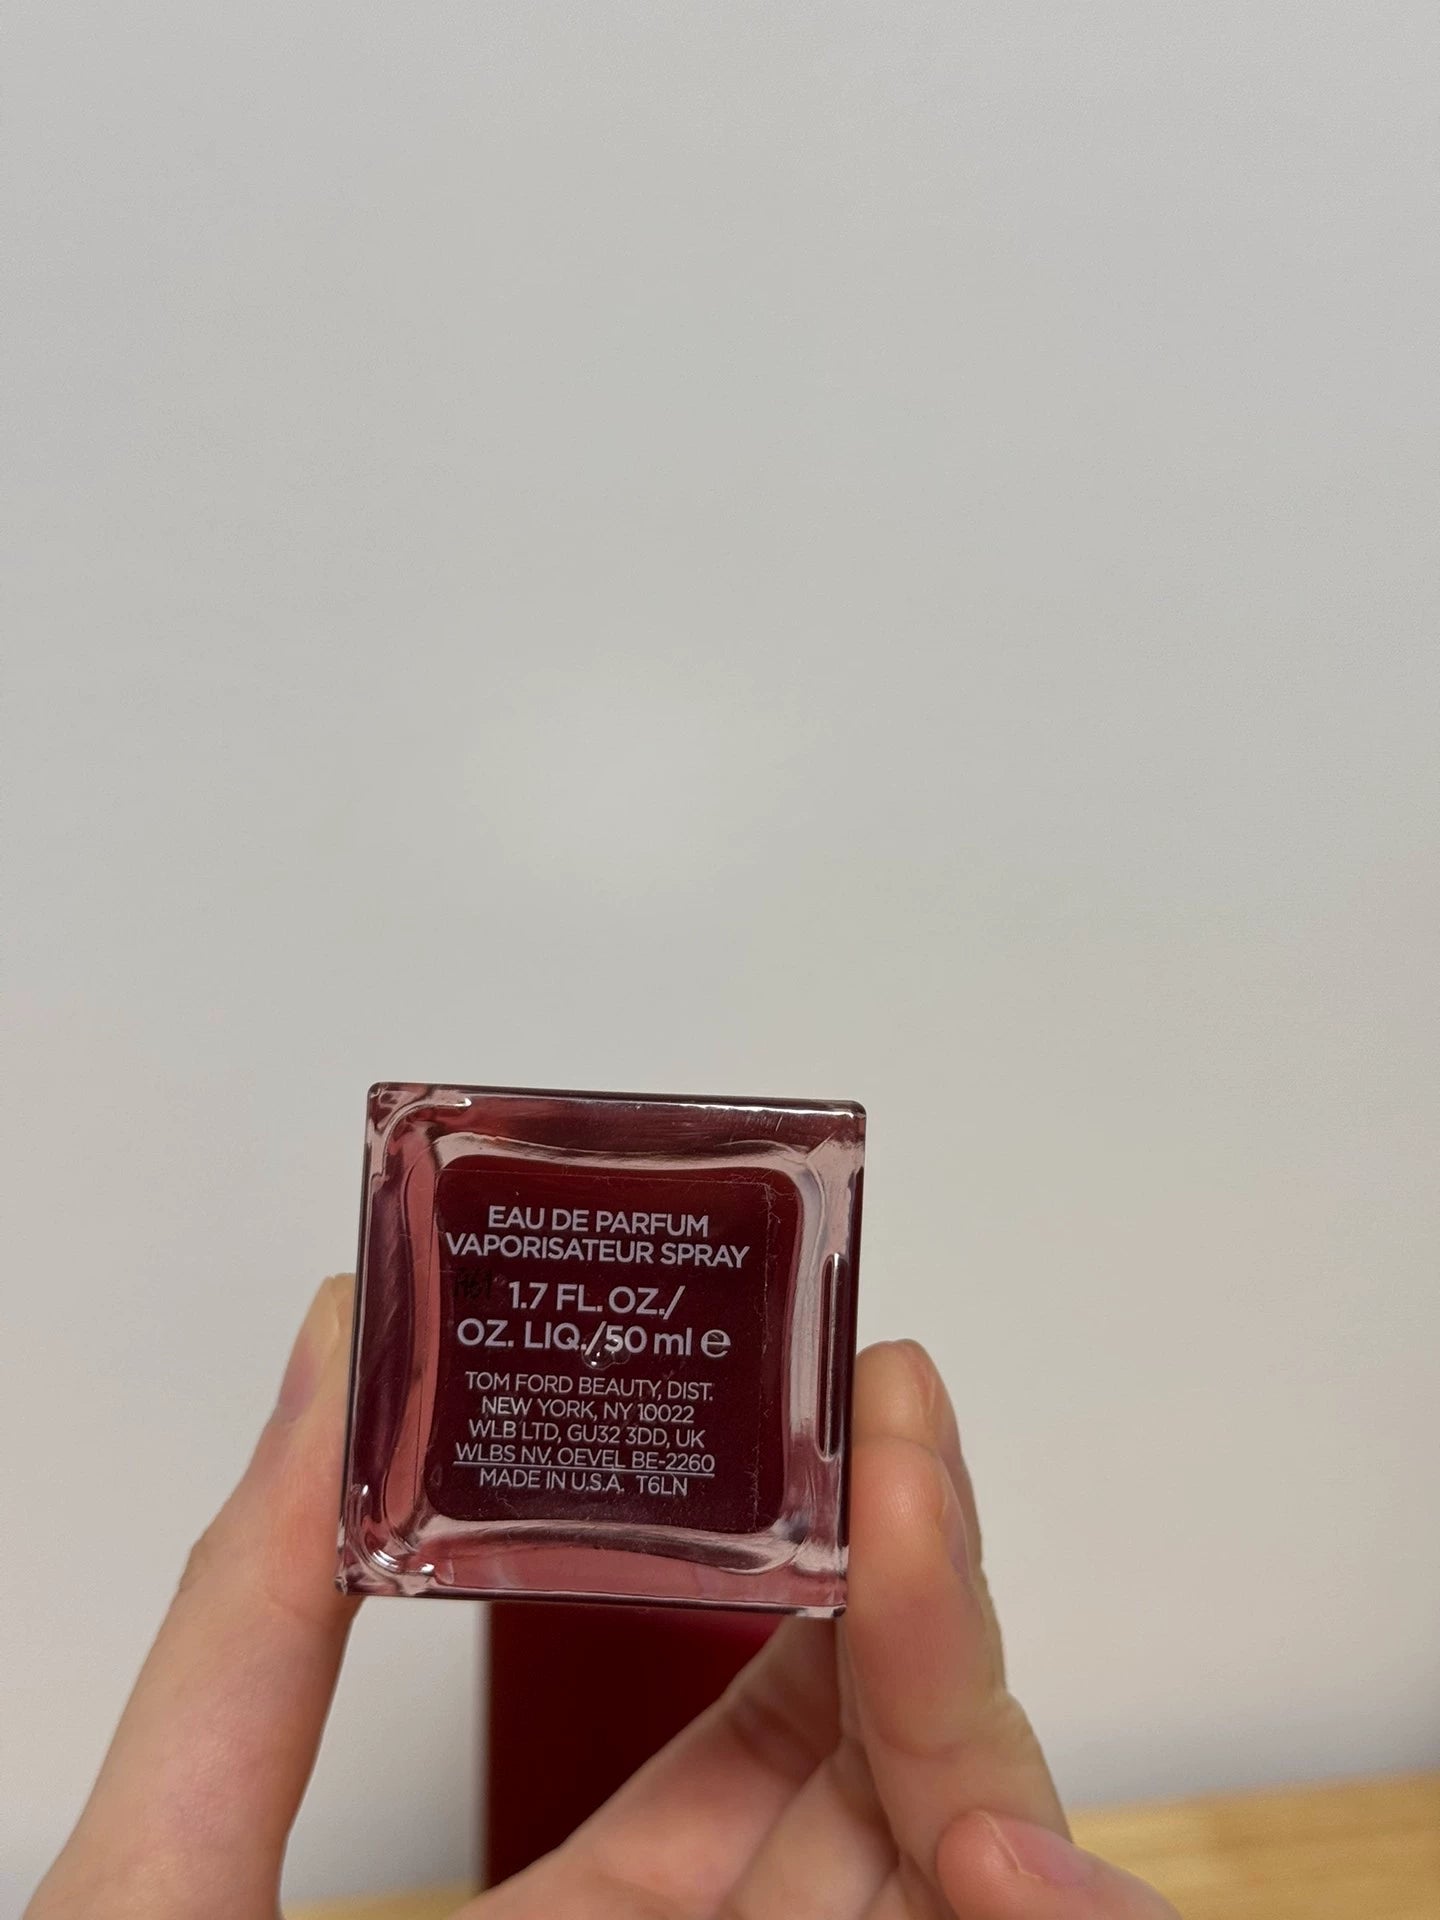 EAU DE PARFUM
VAPORISATEUR SPRAY
1.7 FL. OZ./
OZ. LIQ./50 ml ℮
TOM FORD BEAUTY, DIST.
NEW YORK, NY 10022
WLB LTD, GU32 3DD, UK
WLBS NV, OEVEL BE-2260
MADE IN U.S.A. T6LN